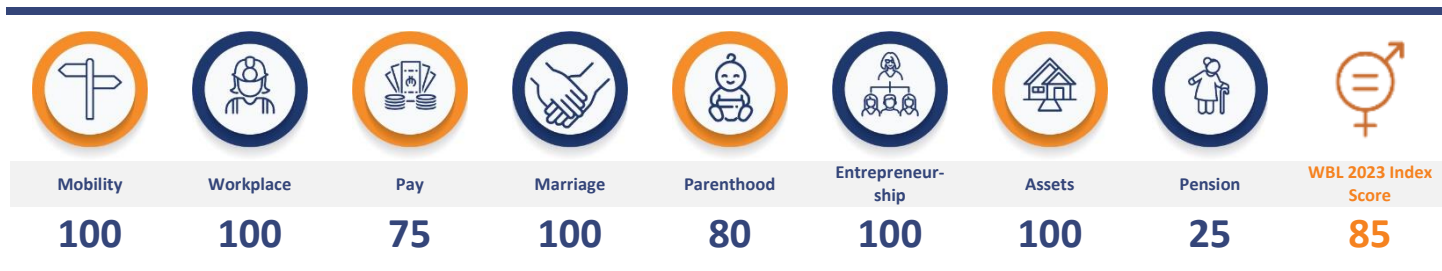 Mobility
Workplace
Pay
Marriage
Parenthood
Entrepreneur-
ship
Assets
Pension
WBL 2023 Index
Score
100
100
75
100
80
100
100
25
85